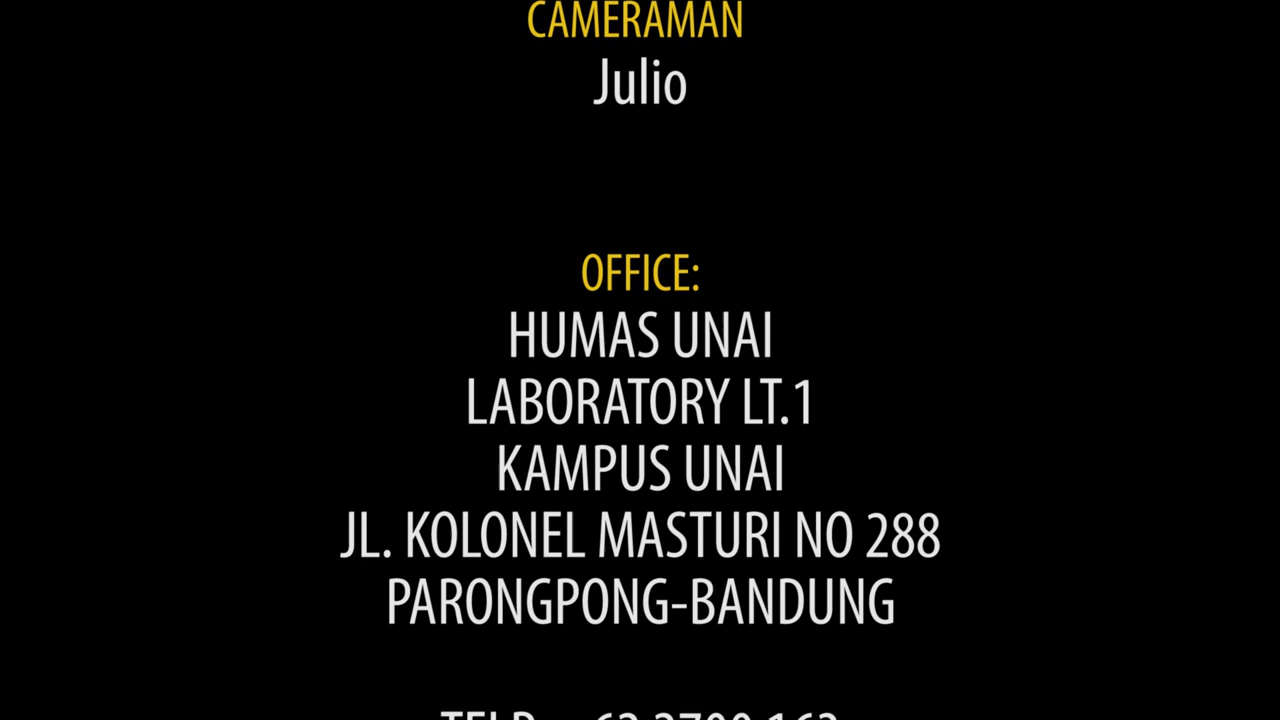 CAMERAMAN
Julio
OFFICE:
HUMAS UNAI
LABORATORY LT.1
KAMPUS UNAI
JL. KOLONEL MASTURI NO 288
PARONGPONG-BANDUNG